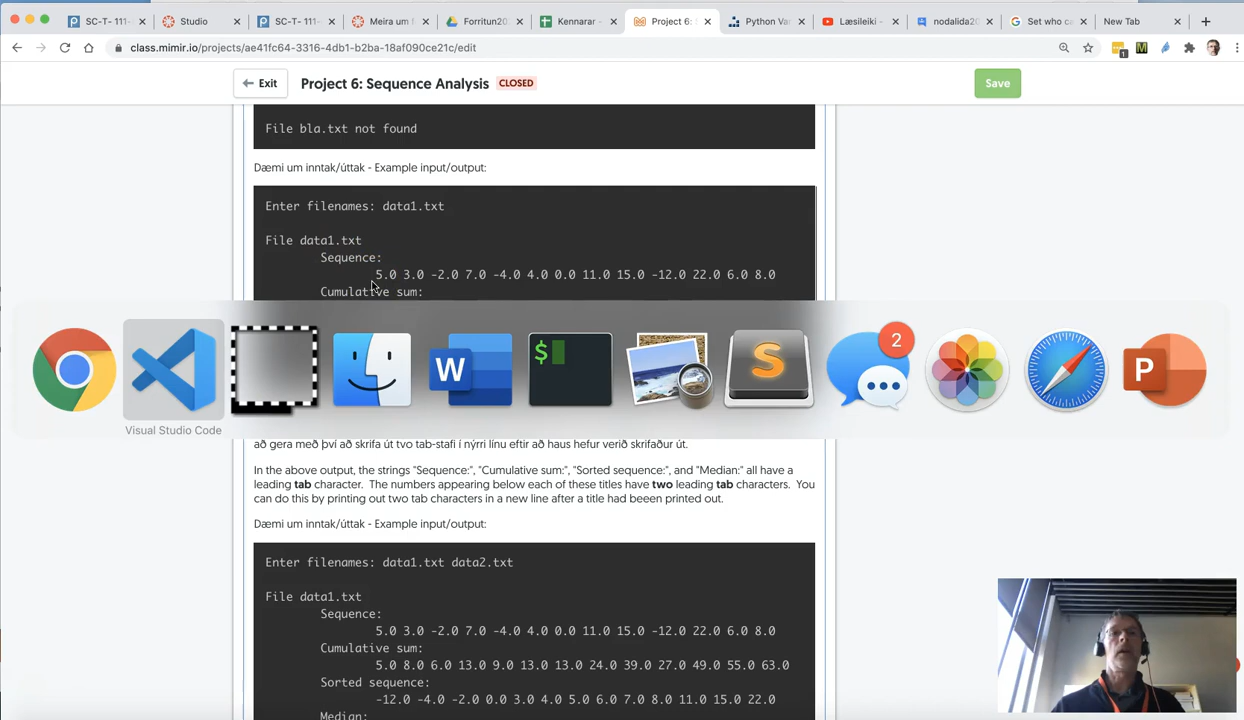 SC-T- 111-
Studio
SC-T- 111-
Meira um f
Forritun20
Kennarar -
Project 6:
Python Var
Læsileiki -
nodalida20
Set who ca
New Tab
class.mimir.io/projects/ae41fc64-3316-4db1-b2ba-18af090ce21c/edit
Exit
Project 6: Sequence Analysis
CLOSED
Save
File bla.txt not found
Dæmi um inntak/úttak - Example input/output:
Enter filenames: data1.txt
File data1.txt
Sequence:
5.0 3.0 -2.0 7.0 -4.0 4.0 0.0 11.0 15.0 -12.0 22.0 6.0 8.0
Cumulative sum:
$
W
S
2
P
Visual Studio Code
að gera með því að skrifa út tvo tab-stafi í nýrri línu eftir að haus hefur verið skrifaður út.
In the above output, the strings "Sequence:", "Cumulative sum:", "Sorted sequence:", and "Median:" all have a
leading tab character. The numbers appearing below each of these titles have two leading tab characters. You
can do this by printing out two tab characters in a new line after a title had beeen printed out.
Dæmi um inntak/úttak - Example input/output:
Enter filenames: data1.txt data2.txt
File data1.txt
Sequence:
5.0 3.0 -2.0 7.0 -4.0 4.0 0.0 11.0 15.0 -12.0 22.0 6.0 8.0
Cumulative sum:
5.0 8.0 6.0 13.0 9.0 13.0 13.0 24.0 39.0 27.0 49.0 55.0 63.0
Sorted sequence:
-12.0 -4.0 -2.0 0.0 3.0 4.0 5.0 6.0 7.0 8.0 11.0 15.0 22.0
Median: